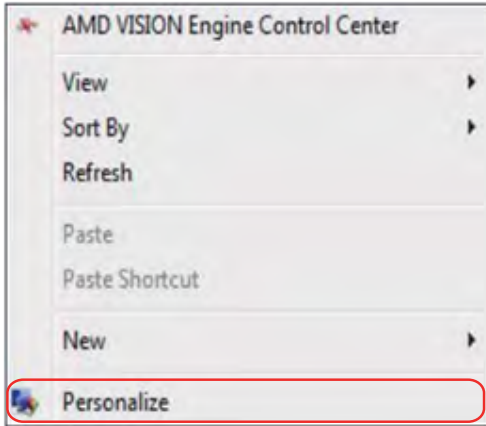 AMD VISION Engine Control Center
View
Sort By
Refresh
Paste
Paste Shortcut
New
Personalize